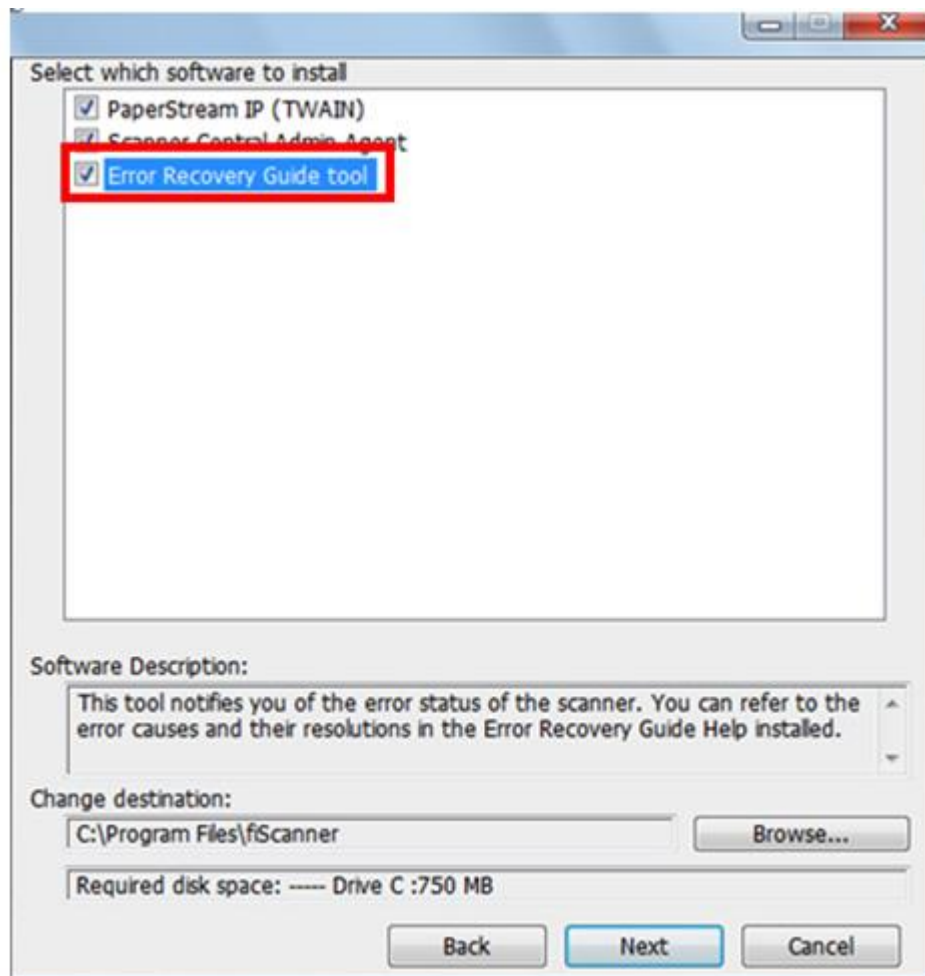 Select which software to install
PaperStream IP (TWAIN)
Scanner Central Admin Agent
Error Recovery Guide tool
Software Description:
This tool notifies you of the error status of the scanner. You can refer to the
error causes and their resolutions in the Error Recovery Guide Help installed.
Change destination:
C:\Program Files\fiScanner
Browse...
Required disk space: ----- Drive C :750 MB
Back
Next
Cancel